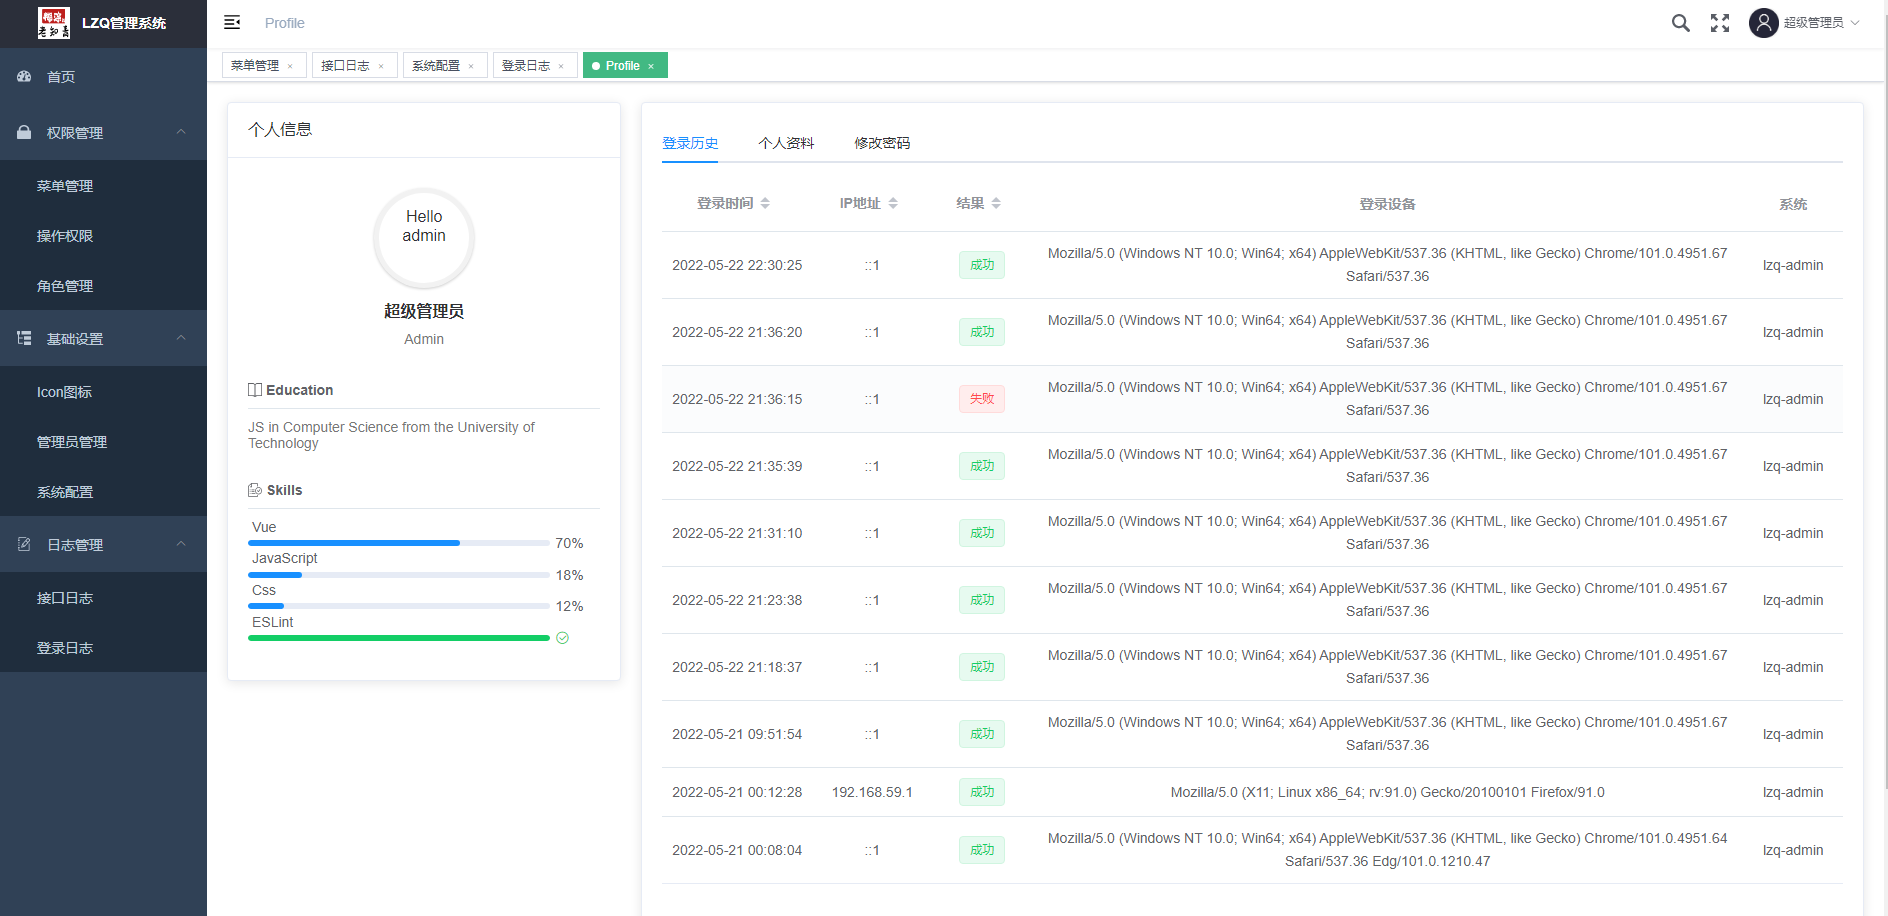 LZQ管理系统
Profile
超级管理员
首页
权限管理
菜单管理
操作权限
角色管理
基础设置
Icon图标
管理员管理
系统配置
日志管理
接口日志
登录日志
菜单管理 ×
接口日志 ×
系统配置 ×
登录日志 ×
Profile ×
个人信息
Hello
admin
超级管理员
Admin
Education
JS in Computer Science from the University of
Technology
Skills
Vue
70%
JavaScript
18%
Css
12%
ESLint
登录历史 个人资料 修改密码
登录时间 IP地址 结果 登录设备 系统
2022-05-22 22:30:25 ::1 成功 Mozilla/5.0 (Windows NT 10.0; Win64; x64) AppleWebKit/537.36 (KHTML, like Gecko) Chrome/101.0.4951.67
Safari/537.36 lzq-admin
2022-05-22 21:36:20 ::1 成功 Mozilla/5.0 (Windows NT 10.0; Win64; x64) AppleWebKit/537.36 (KHTML, like Gecko) Chrome/101.0.4951.67
Safari/537.36 lzq-admin
2022-05-22 21:36:15 ::1 失败 Mozilla/5.0 (Windows NT 10.0; Win64; x64) AppleWebKit/537.36 (KHTML, like Gecko) Chrome/101.0.4951.67
Safari/537.36 lzq-admin
2022-05-22 21:35:39 ::1 成功 Mozilla/5.0 (Windows NT 10.0; Win64; x64) AppleWebKit/537.36 (KHTML, like Gecko) Chrome/101.0.4951.67
Safari/537.36 lzq-admin
2022-05-22 21:31:10 ::1 成功 Mozilla/5.0 (Windows NT 10.0; Win64; x64) AppleWebKit/537.36 (KHTML, like Gecko) Chrome/101.0.4951.67
Safari/537.36 lzq-admin
2022-05-22 21:23:38 ::1 成功 Mozilla/5.0 (Windows NT 10.0; Win64; x64) AppleWebKit/537.36 (KHTML, like Gecko) Chrome/101.0.4951.67
Safari/537.36 lzq-admin
2022-05-22 21:18:37 ::1 成功 Mozilla/5.0 (Windows NT 10.0; Win64; x64) AppleWebKit/537.36 (KHTML, like Gecko) Chrome/101.0.4951.67
Safari/537.36 lzq-admin
2022-05-21 09:51:54 ::1 成功 Mozilla/5.0 (Windows NT 10.0; Win64; x64) AppleWebKit/537.36 (KHTML, like Gecko) Chrome/101.0.4951.67
Safari/537.36 lzq-admin
2022-05-21 00:12:28 192.168.59.1 成功 Mozilla/5.0 (X11; Linux x86_64; rv:91.0) Gecko/20100101 Firefox/91.0 lzq-admin
2022-05-21 00:08:04 ::1 成功 Mozilla/5.0 (Windows NT 10.0; Win64; x64) AppleWebKit/537.36 (KHTML, like Gecko) Chrome/101.0.4951.64
Safari/537.36 Edg/101.0.1210.47 lzq-admin